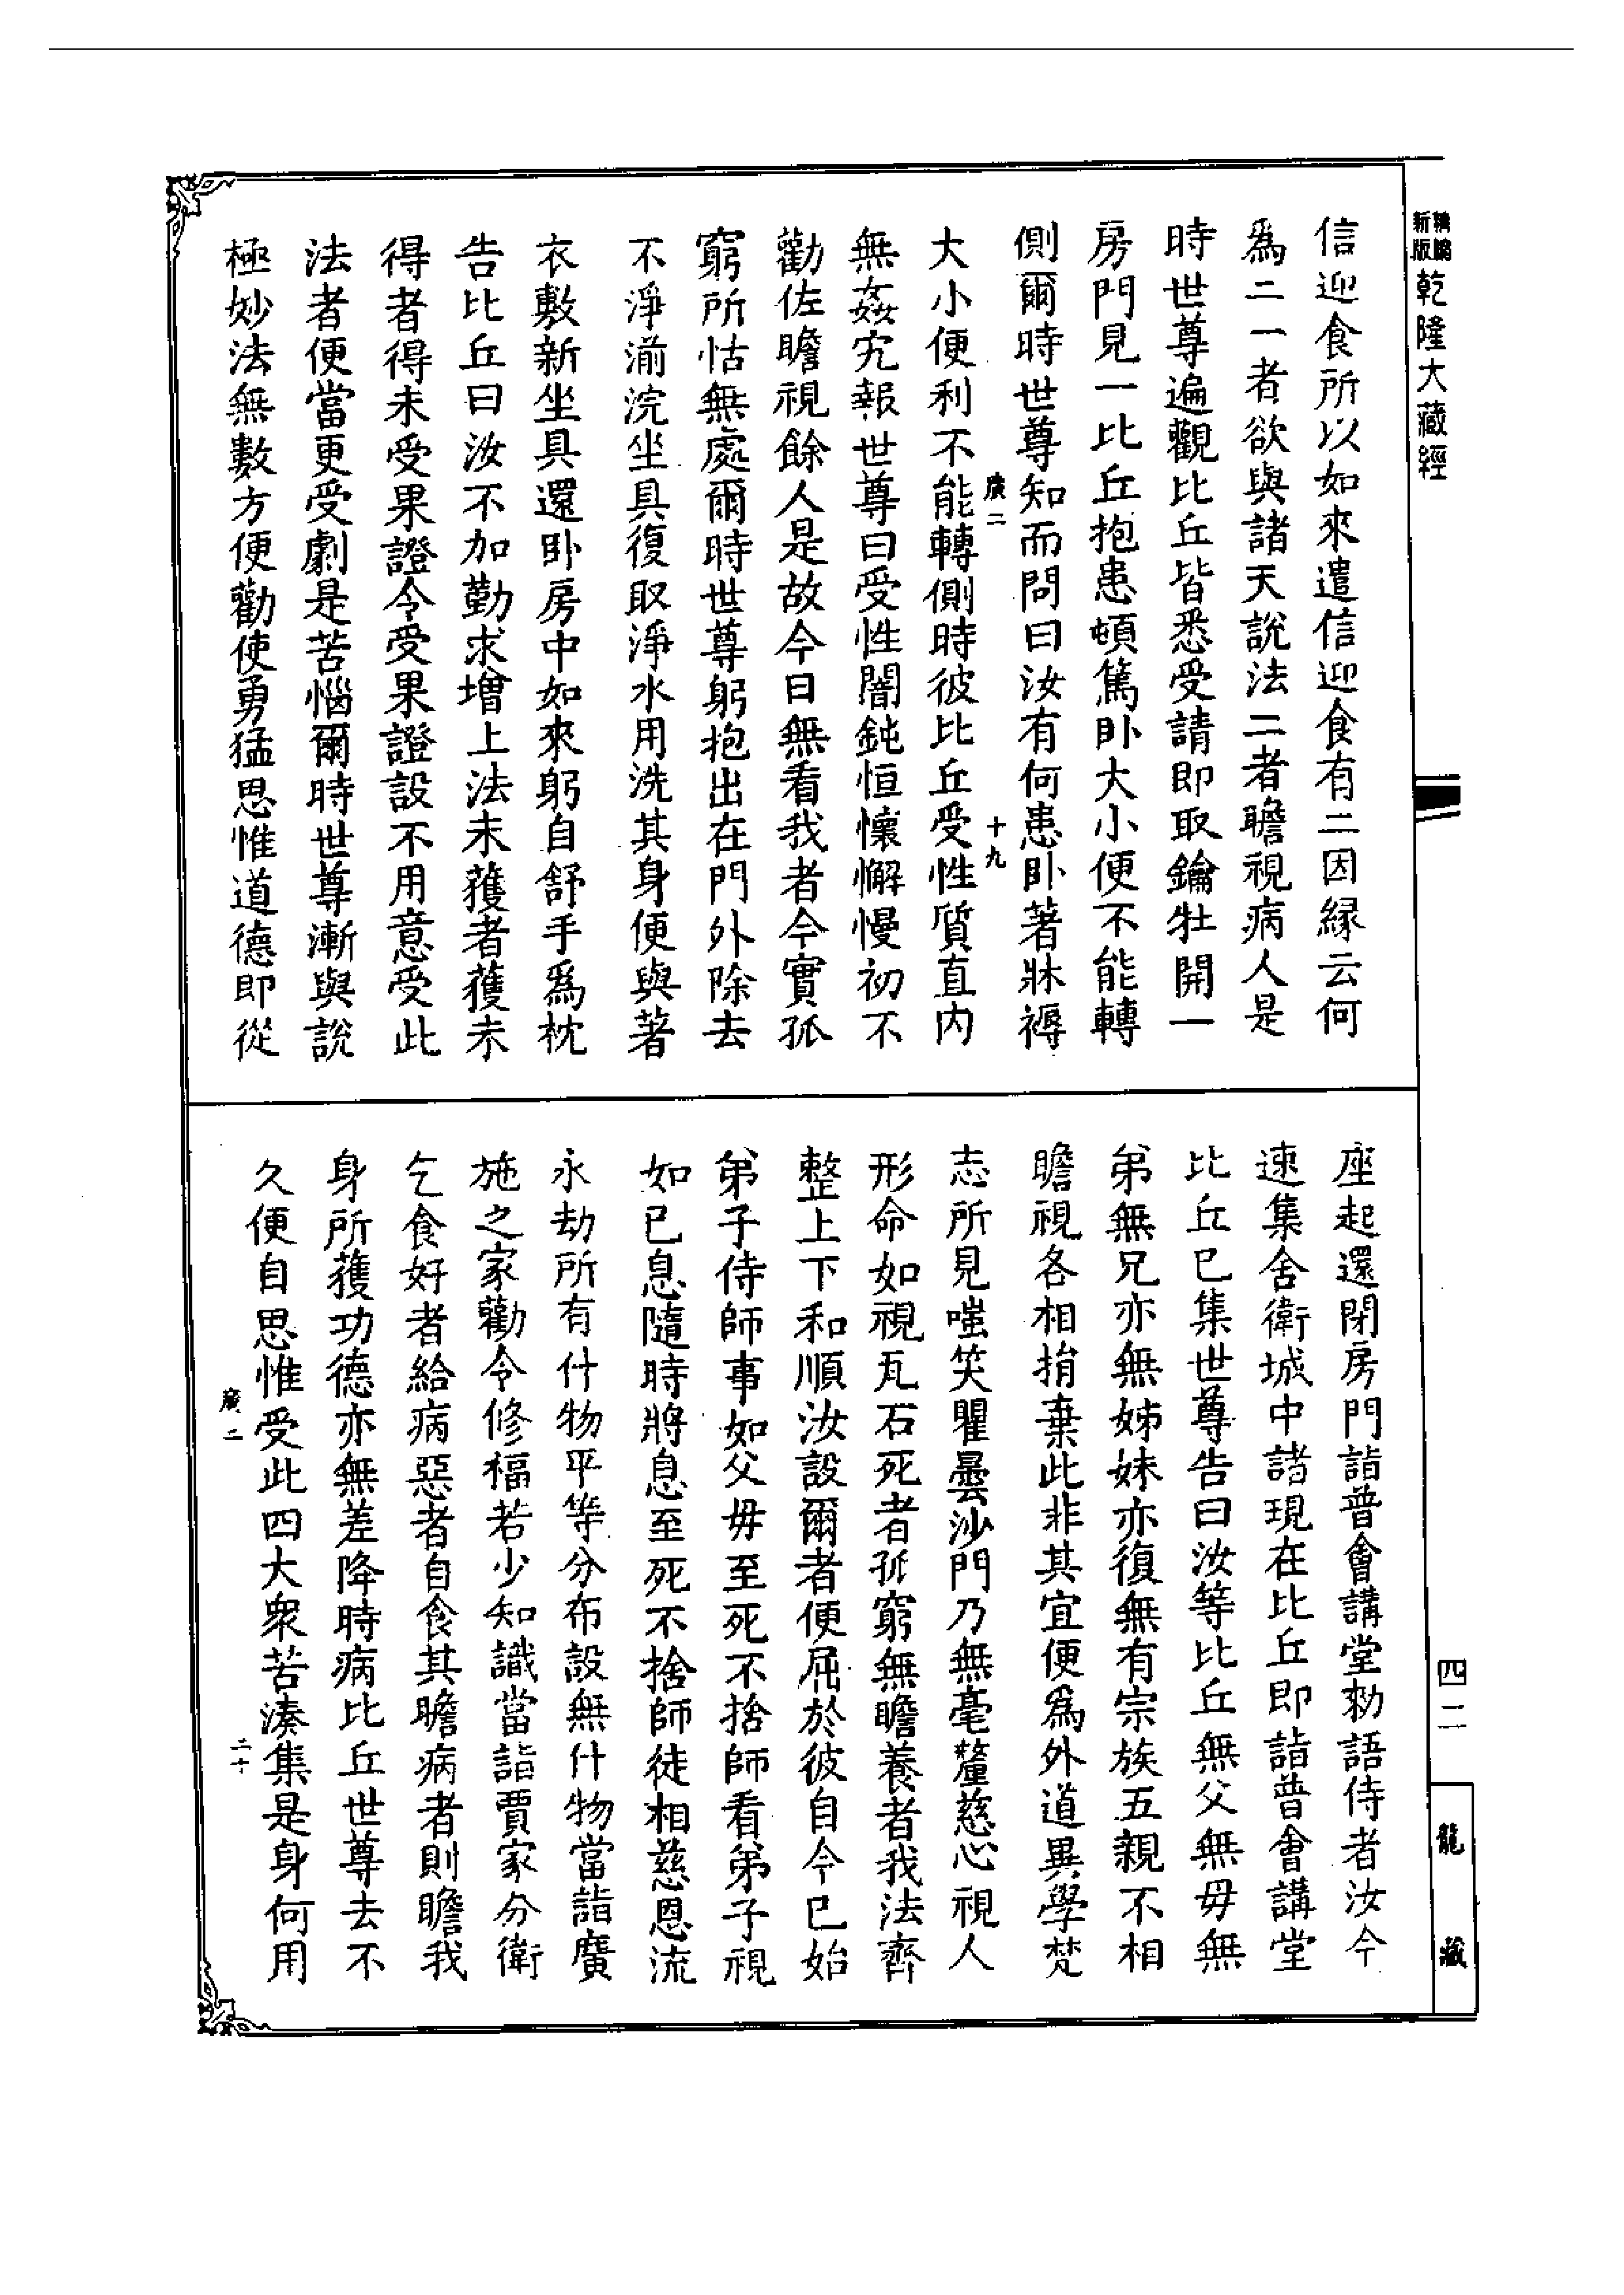 新版精縮乾隆大藏經
信迎食所以如來遣信迎食有二因緣云何
爲二一者欲與諸天說法二者瞻視病人是
時世尊遍觀比丘皆悉受請即取鑰牡開一
房門見一比丘抱患頓篤臥大小便不能轉
側爾時世尊知而問曰汝有何患臥著牀褥
廣二 十九
大小便利不能轉側時彼比丘受性質直內
無姦宄報世尊曰受性闇鈍恒懷懈慢初不
勸佐瞻視餘人是故今日無看我者今實孤
窮所怙無處爾時世尊躬抱出在門外除去
不淨湔浣坐具復取淨水用洗其身便與著
衣敷新坐具還臥房中如來躬自舒手爲枕
告比丘曰汝不加勤求增上法未獲者獲未
得者得未受果證令受果證設不用意受此
法者便當更受劇是苦惱爾時世尊漸與說
極妙法無數方便勸使勇猛思惟道德即從
座起還閉房門詣普會講堂勑語侍者汝今
速集舍衛城中諸現在比丘即詣普會講堂
比丘已集世尊告曰汝等比丘無父無母無
弟無兄亦無姊妹亦復無有宗族五親不相
瞻視各相捐棄此非其宜便爲外道異學梵
志所見嗤笑瞿曇沙門乃無毫釐慈心視人
形命如視瓦石死者孤窮無瞻養者我法齊
整上下和順汝設爾者便屈於彼自今已始
弟子侍師事如父母至死不捨師看弟子視
如已息隨時將息至死不捨師徒相慈恩流
永劫所有什物平等分布設無什物當詣廣
施之家勸令修福若少知識當詣賈家分衛
乞食好者給病惡者自食其瞻病者則瞻我
身所獲功德亦無差降時病比丘世尊去不
久便自思惟受此四大衆苦湊集是身何用
廣二 二十
四二
龍藏